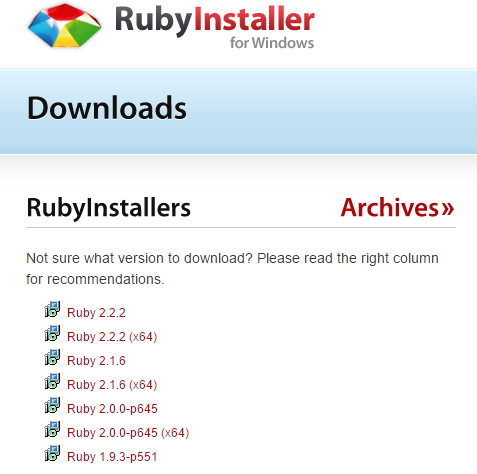 RubyInstaller
for Windows
Downloads
RubyInstallers
Archives»
Not sure what version to download? Please read the right column
for recommendations.
Ruby 2.2.2
Ruby 2.2.2 (x64)
Ruby 2.1.6
Ruby 2.1.6 (x64)
Ruby 2.0.0-p645
Ruby 2.0.0-p645 (x64)
Ruby 1.9.3-p551